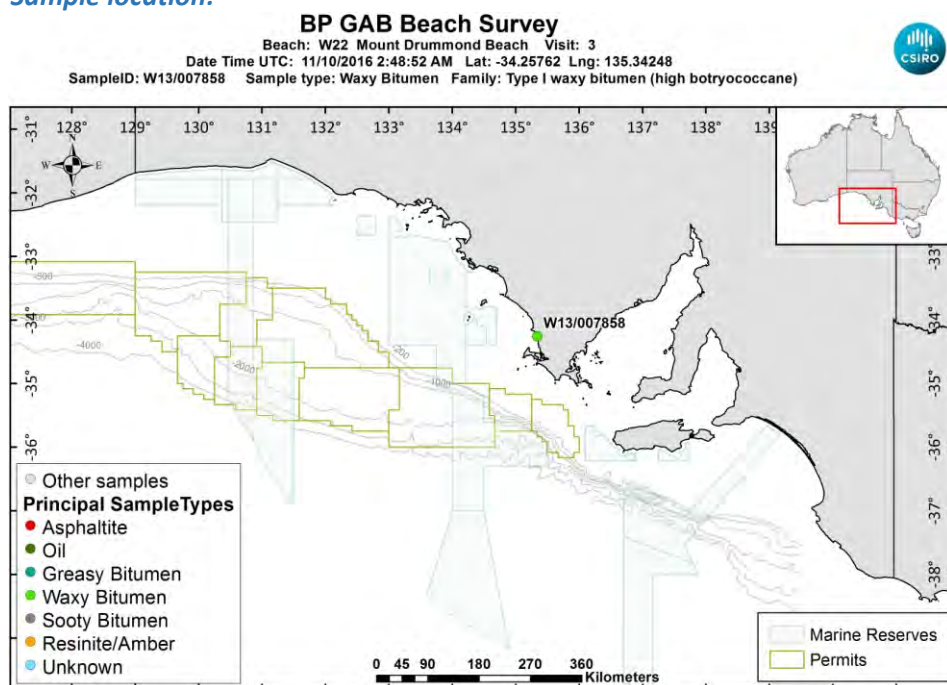 Sample location:
BP GAB Beach Survey
Beach: W22 Mount Drummond Beach Visit: 3
Date Time UTC: 11/10/2016 2:48:52 AM Lat: -34.25762 Lng: 135.34248
SampleID: W13/007858 Sample type: Waxy Bitumen Family: Type I waxy bitumen (high botryococcane)
CSIRO
128° 129° 130° 131° 132° 133° 134° 135° 136° 137° 138° 139
-31°
-32°
-33°
-34°
-35°
-36°
-37°
-38°
N
W E
S
-4000
-2000
-200
-1000
W13/007858
-33°
-34°
-35°
-36°
-37°
-38°
Other samples
Principal SampleTypes
Asphaltite
Oil
Greasy Bitumen
Waxy Bitumen
Sooty Bitumen
Resinite/Amber
Unknown
0 45 90 180 270 360
Kilometers
Marine Reserves
Permits